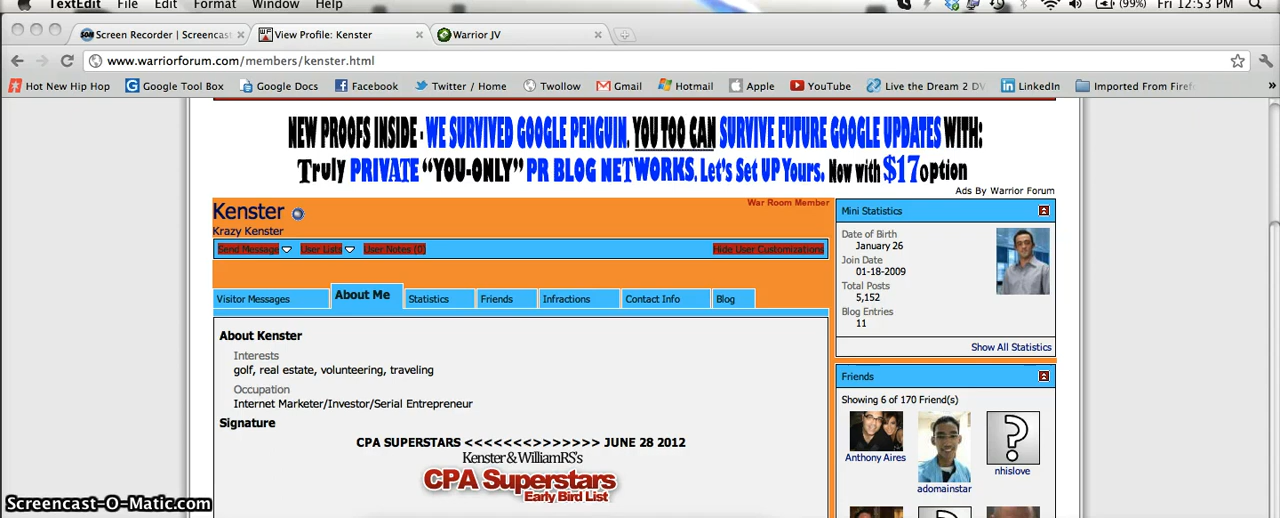 TextEdit File Edit Format Window Help (99%) Fri 12:53 PM
Screen Recorder | Screencast View Profile: Kenster Warrior JV
www.warriorforum.com/members/kenster.html
Hot New Hip Hop Google Tool Box Google Docs Facebook Twitter / Home Twollow Gmail Hotmail Apple YouTube Live the Dream 2 DV LinkedIn Imported From Firef »
NEW PROOFS INSIDE - WE SURVIVED GOOGLE PENGUIN. YOU TOO CAN SURVIVE FUTURE GOOGLE UPDATES WITH:
Truly PRIVATE “YOU-ONLY” PR BLOG NETWORKS. Let's Set UP Yours. Now with $17option
Ads By Warrior Forum
Kenster
War Room Member
Krazy Kenster
Send Message User Lists User Notes (0) Hide User Customizations
Visitor Messages About Me Statistics Friends Infractions Contact Info Blog
About Kenster
Interests
golf, real estate, volunteering, traveling
Occupation
Internet Marketer/Investor/Serial Entrepreneur
Signature
CPA SUPERSTARS <<<<<<<>>>>>>> JUNE 28 2012
Kenster & WilliamRS's
CPA Superstars
Early Bird List
Mini Statistics
Date of Birth
January 26
Join Date
01-18-2009
Total Posts
5,152
Blog Entries
11
Show All Statistics
Friends
Showing 6 of 170 Friend(s)
Anthony Aires
adomainstar
nhislove
Screencast-O-Matic.com